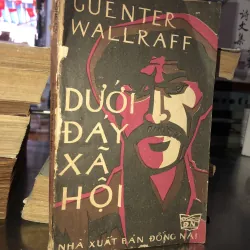 GUENTER
WALLRAFF
DƯỚI
ĐÁY
XÃ
HỘI
NHÀ XUẤT BẢN ĐỒNG NAI